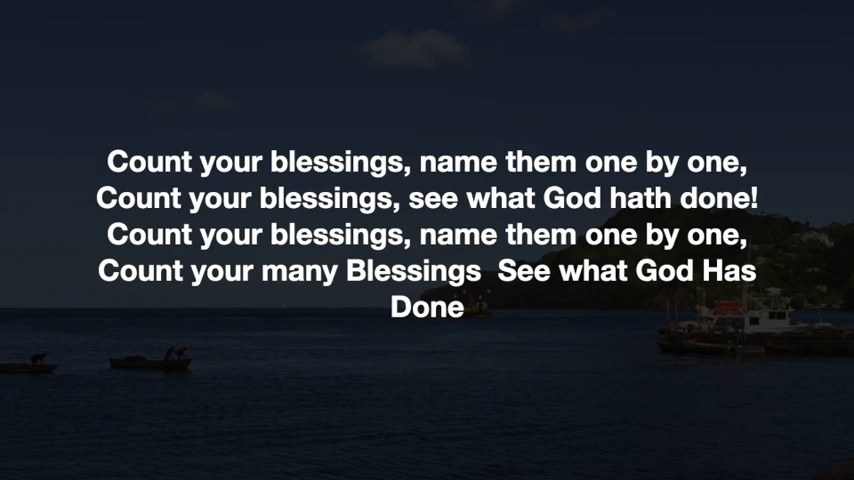 Count your blessings, name them one by one,
Count your blessings, see what God hath done!
Count your blessings, name them one by one,
Count your many Blessings  See what God Has
Done